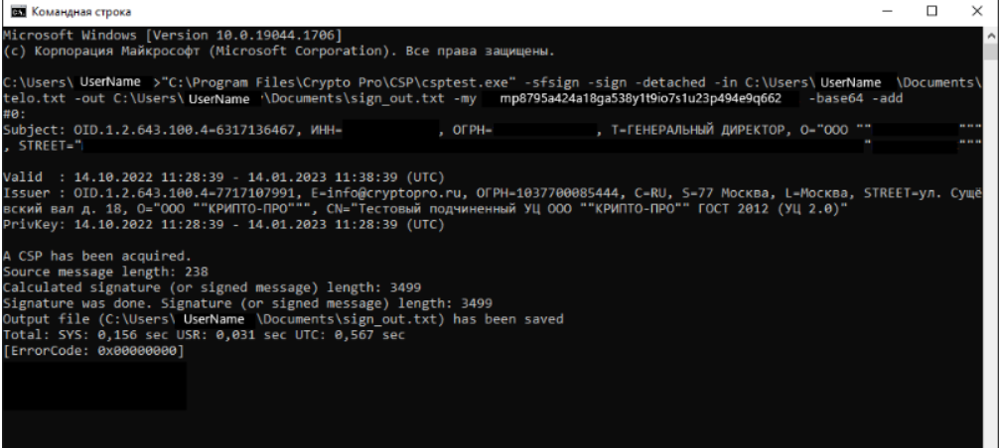 Командная строка
Microsoft Windows [Version 10.0.19044.1706]
(c) Корпорация Майкрософт (Microsoft Corporation). Все права защищены.
C:\Users\ UserName >"C:\Program Files\Crypto Pro\CSP\csptest.exe" -sfsign -sign -detached -in C:\Users\ UserName \Documents\
telo.txt -out C:\Users\ UserName \Documents\sign_out.txt -my mp8795a424a18ga538y1t9io7s1u23p494e9q662 -base64 -add
#0:
Subject: OID.1.2.643.100.4=6317136467, ИНН= , ОГРН= , T=ГЕНЕРАЛЬНЫЙ ДИРЕКТОР, O="ООО "" """
, STREET=" " """
Valid : 14.10.2022 11:28:39 - 14.01.2023 11:38:39 (UTC)
Issuer : OID.1.2.643.100.4=7717107991, E=info@cryptopro.ru, ОГРН=1037700085444, C=RU, S=77 Москва, L=Москва, STREET=ул. Сущё
вский вал д. 18, O="ООО ""КРИПТО-ПРО""", CN="Тестовый подчиненный УЦ ООО ""КРИПТО-ПРО"" ГОСТ 2012 (УЦ 2.0)"
PrivKey: 14.10.2022 11:28:39 - 14.01.2023 11:28:39 (UTC)
A CSP has been acquired.
Source message length: 238
Calculated signature (or signed message) length: 3499
Signature was done. Signature (or signed message) length: 3499
Output file (C:\Users\ UserName \Documents\sign_out.txt) has been saved
Total: SYS: 0,156 sec USR: 0,031 sec UTC: 0,567 sec
[ErrorCode: 0x00000000]